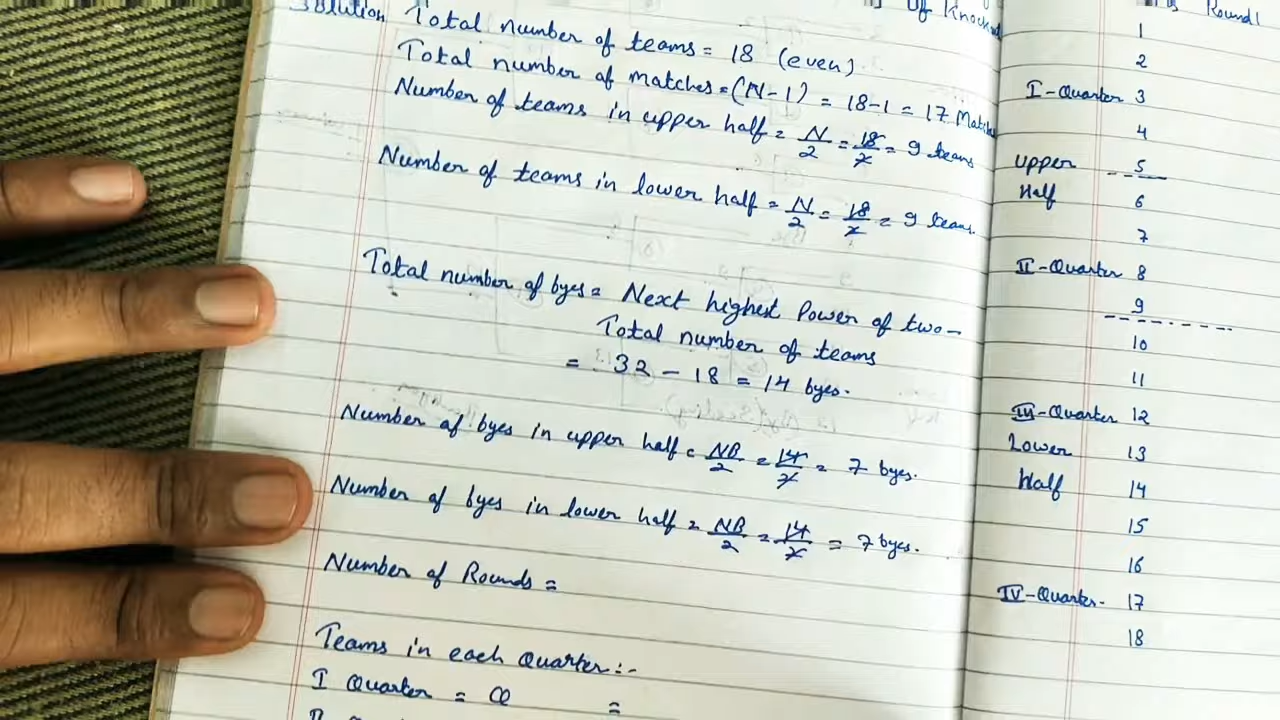 Solution
Total number of teams = 18 (even)
Total number of matches = (N-1) = 18-1 = 17 Matche
Number of teams in upper half = N/2 = 18/2 = 9 teams
Number of teams in lower half = N/2 = 18/2 = 9 teams.
Total number of byes = Next highest Power of two -
Total number of teams
= 32 - 18 = 14 byes.
Number of byes in upper half = NB/2 = 14/2 = 7 byes.
Number of byes in lower half = NB/2 = 14/2 = 7 byes.
Number of Rounds =
Teams in each Quarter :-
I Quarter = Q =
of
Round I
1
2
I-Quarter 3
4
Upper 5
Half 6
7
II-Quarter 8
9
10
11
III-Quarter 12
Lower 13
Half 14
15
16
IV-Quarter. 17
18